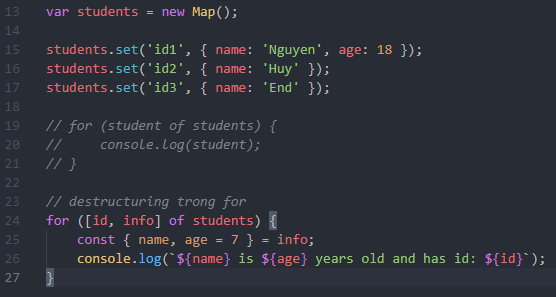 13 var students = new Map();
14
15 students.set('id1', { name: 'Nguyen', age: 18 });
16 students.set('id2', { name: 'Huy' });
17 students.set('id3', { name: 'End' });
18
19 // for (student of students) {
20 //     console.log(student);
21 // }
22
23 // destructuring trong for
24 for ([id, info] of students) {
25     const { name, age = 7 } = info;
26     console.log(`${name} is ${age} years old and has id: ${id}`);
27 }